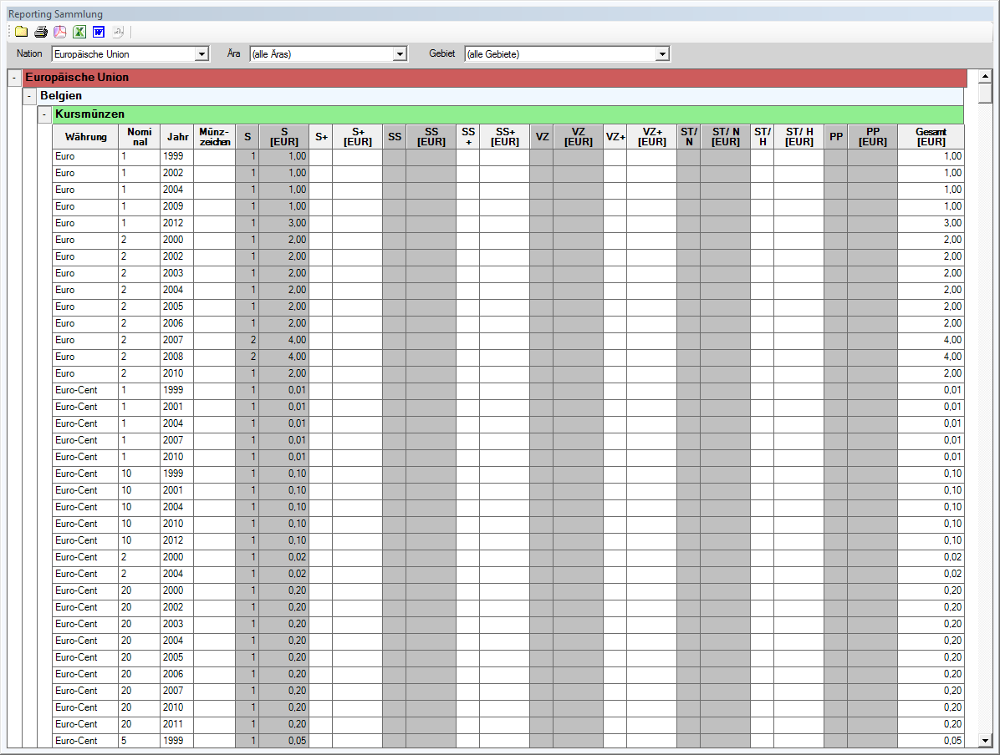 Reporting Sammlung
Nation Europäische Union Ära (alle Äras) Gebiet (alle Gebiete)
- Europäische Union
- Belgien
- Kursmünzen
Währung Nomi nal Jahr Münz- zeichen S S [EUR] S+ S+ [EUR] SS SS [EUR] SS + SS+ [EUR] VZ VZ [EUR] VZ+ VZ+ [EUR] ST/ N ST/ N [EUR] ST/ H ST/ H [EUR] PP PP [EUR] Gesamt [EUR]
Euro 1 1999 1 1,00 1,00
Euro 1 2002 1 1,00 1,00
Euro 1 2004 1 1,00 1,00
Euro 1 2009 1 1,00 1,00
Euro 1 2012 1 3,00 3,00
Euro 2 2000 1 2,00 2,00
Euro 2 2002 1 2,00 2,00
Euro 2 2003 1 2,00 2,00
Euro 2 2004 1 2,00 2,00
Euro 2 2005 1 2,00 2,00
Euro 2 2006 1 2,00 2,00
Euro 2 2007 2 4,00 4,00
Euro 2 2008 2 4,00 4,00
Euro 2 2010 1 2,00 2,00
Euro-Cent 1 1999 1 0,01 0,01
Euro-Cent 1 2001 1 0,01 0,01
Euro-Cent 1 2004 1 0,01 0,01
Euro-Cent 1 2007 1 0,01 0,01
Euro-Cent 1 2010 1 0,01 0,01
Euro-Cent 10 1999 1 0,10 0,10
Euro-Cent 10 2001 1 0,10 0,10
Euro-Cent 10 2004 1 0,10 0,10
Euro-Cent 10 2010 1 0,10 0,10
Euro-Cent 10 2012 1 0,10 0,10
Euro-Cent 2 2000 1 0,02 0,02
Euro-Cent 2 2004 1 0,02 0,02
Euro-Cent 20 2000 1 0,20 0,20
Euro-Cent 20 2002 1 0,20 0,20
Euro-Cent 20 2003 1 0,20 0,20
Euro-Cent 20 2004 1 0,20 0,20
Euro-Cent 20 2005 1 0,20 0,20
Euro-Cent 20 2006 1 0,20 0,20
Euro-Cent 20 2007 1 0,20 0,20
Euro-Cent 20 2010 1 0,20 0,20
Euro-Cent 20 2011 1 0,20 0,20
Euro-Cent 5 1999 1 0,05 0,05